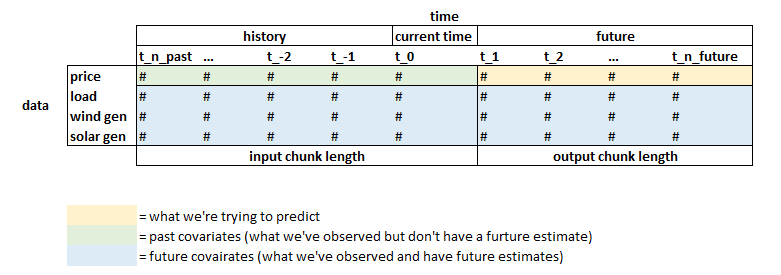 time
history current time future
t_n_past ... t_-2 t_-1 t_0 t_1 t_2 ... t_n_future
price # # # # # # # # #
load # # # # # # # # #
data
wind gen # # # # # # # # #
solar gen # # # # # # # # #
input chunk length output chunk length
= what we're trying to predict
= past covariates (what we've observed but don't have a furture estimate)
= future covairates (what we've observed and have future estimates)